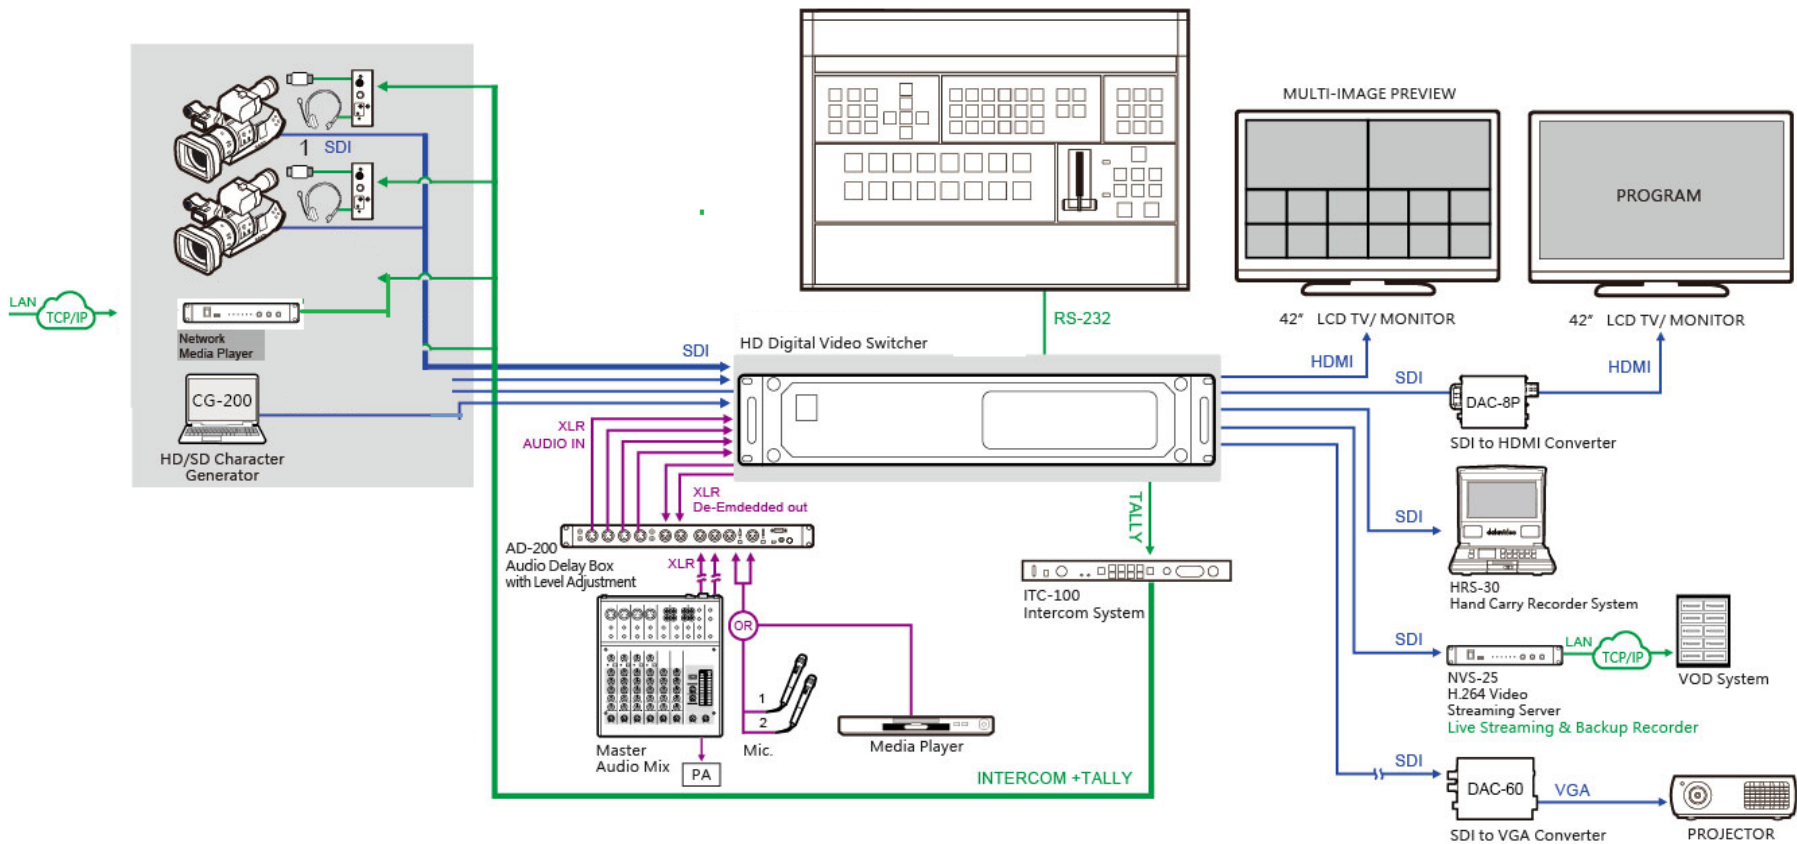 MULTI-IMAGE PREVIEW
PROGRAM
1
SDI
LAN
TCP/IP
Network
Media Player
CG-200
HD/SD Character
Generator
RS-232
HD Digital Video Switcher
SDI
42" LCD TV/ MONITOR
42" LCD TV/ MONITOR
HDMI
SDI
HDMI
DAC-8P
SDI to HDMI Converter
XLR
AUDIO IN
XLR
De-Emdedded out
TALLY
AD-200
Audio Delay Box
with Level Adjustment
XLR
ITC-100
Intercom System
SDI
datavideo
HRS-30
Hand Carry Recorder System
OR
1
2
Mic.
Media Player
Master
Audio Mix
PA
INTERCOM +TALLY
SDI
LAN
TCP/IP
VOD System
NVS-25
H.264 Video
Streaming Server
Live Streaming & Backup Recorder
SDI
DAC-60
VGA
SDI to VGA Converter
PROJECTOR